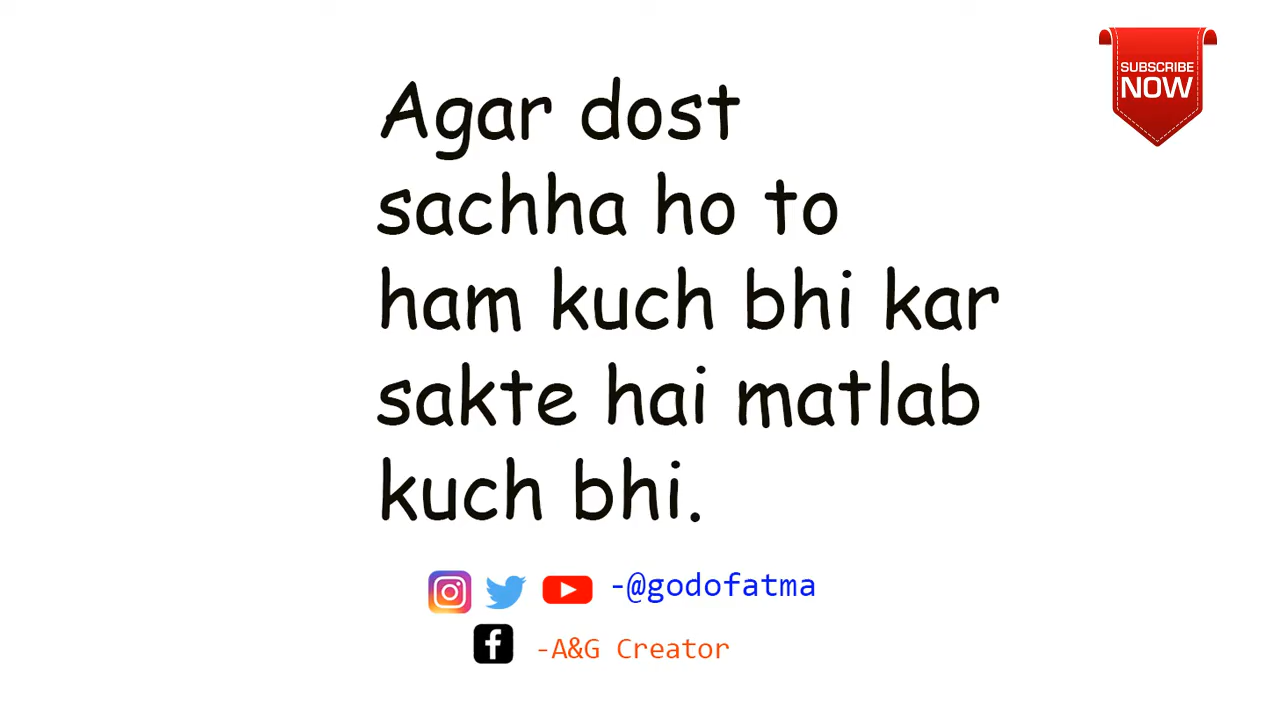 SUBSCRIBE
NOW
Agar dost
sachha ho to
ham kuch bhi kar
sakte hai matlab
kuch bhi.
-@godofatma
-A&G Creator